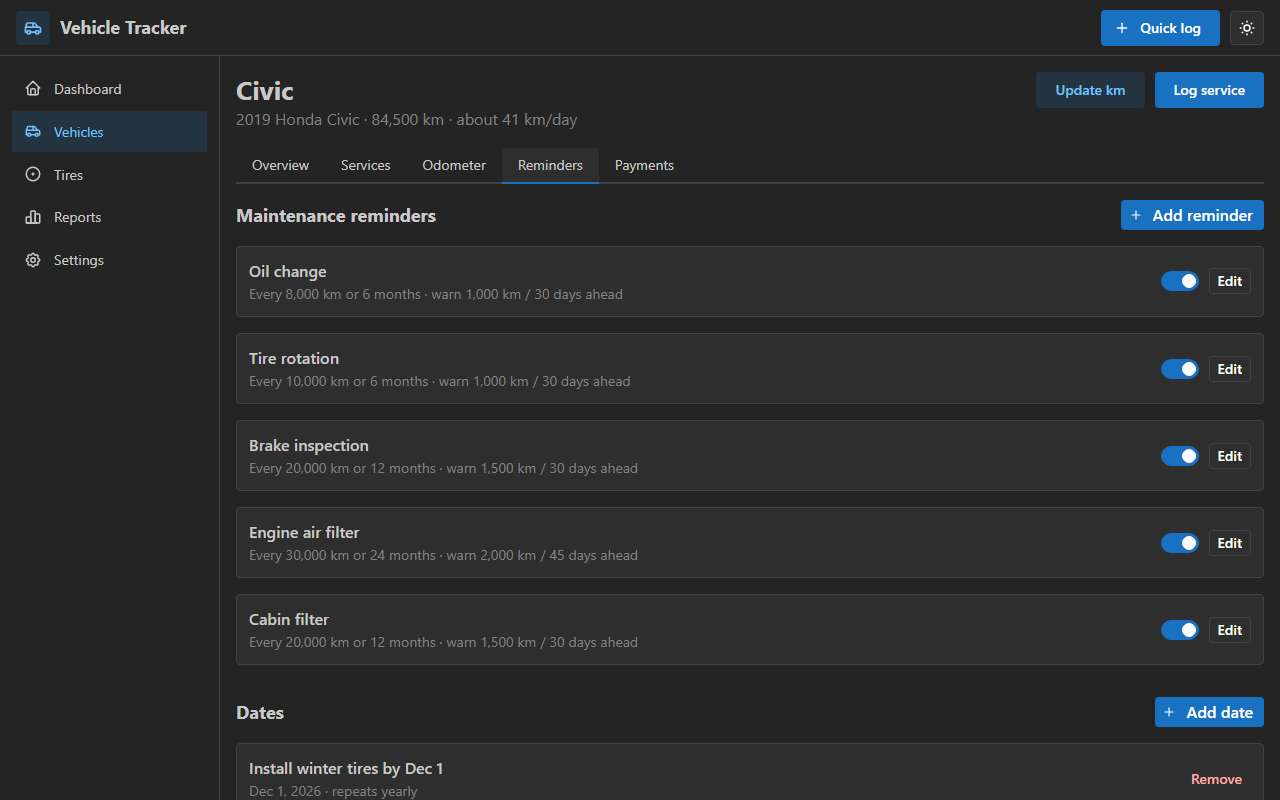 Vehicle Tracker
Quick log
Dashboard
Vehicles
Tires
Reports
Settings
Civic
2019 Honda Civic · 84,500 km · about 41 km/day
Update km
Log service
Overview
Services
Odometer
Reminders
Payments
Maintenance reminders
Add reminder
Oil change
Every 8,000 km or 6 months · warn 1,000 km / 30 days ahead
Edit
Tire rotation
Every 10,000 km or 6 months · warn 1,000 km / 30 days ahead
Edit
Brake inspection
Every 20,000 km or 12 months · warn 1,500 km / 30 days ahead
Edit
Engine air filter
Every 30,000 km or 24 months · warn 2,000 km / 45 days ahead
Edit
Cabin filter
Every 20,000 km or 12 months · warn 1,500 km / 30 days ahead
Edit
Dates
Add date
Install winter tires by Dec 1
Dec 1, 2026 · repeats yearly
Remove